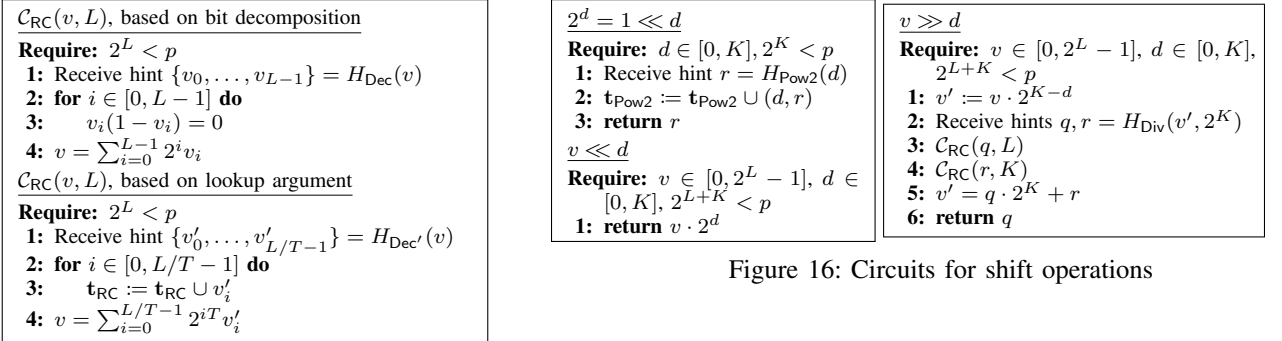 𝒞_RC(v, L), based on bit decomposition
Require: 2^L < p
1: Receive hint {v_0, …, v_{L−1}} = H_Dec(v)
2: for i ∈ [0, L − 1] do
3: v_i(1 − v_i) = 0
4: v = ∑_{i=0}^{L−1} 2^i v_i
𝒞_RC(v, L), based on lookup argument
Require: 2^L < p
1: Receive hint {v′_0, …, v′_{L/T−1}} = H_Dec′(v)
2: for i ∈ [0, L/T − 1] do
3: t_RC := t_RC ∪ v′_i
4: v = ∑_{i=0}^{L/T−1} 2^{iT} v′_i
2^d = 1 ≪ d
Require: d ∈ [0, K], 2^K < p
1: Receive hint r = H_Pow2(d)
2: t_Pow2 := t_Pow2 ∪ (d, r)
3: return r
v ≪ d
Require: v ∈ [0, 2^L − 1], d ∈
[0, K], 2^{L+K} < p
1: return v · 2^d
v ≫ d
Require: v ∈ [0, 2^L − 1], d ∈ [0, K],
2^{L+K} < p
1: v′ := v · 2^{K−d}
2: Receive hints q, r = H_Div(v′, 2^K)
3: 𝒞_RC(q, L)
4: 𝒞_RC(r, K)
5: v′ = q · 2^K + r
6: return q
Figure 16: Circuits for shift operations